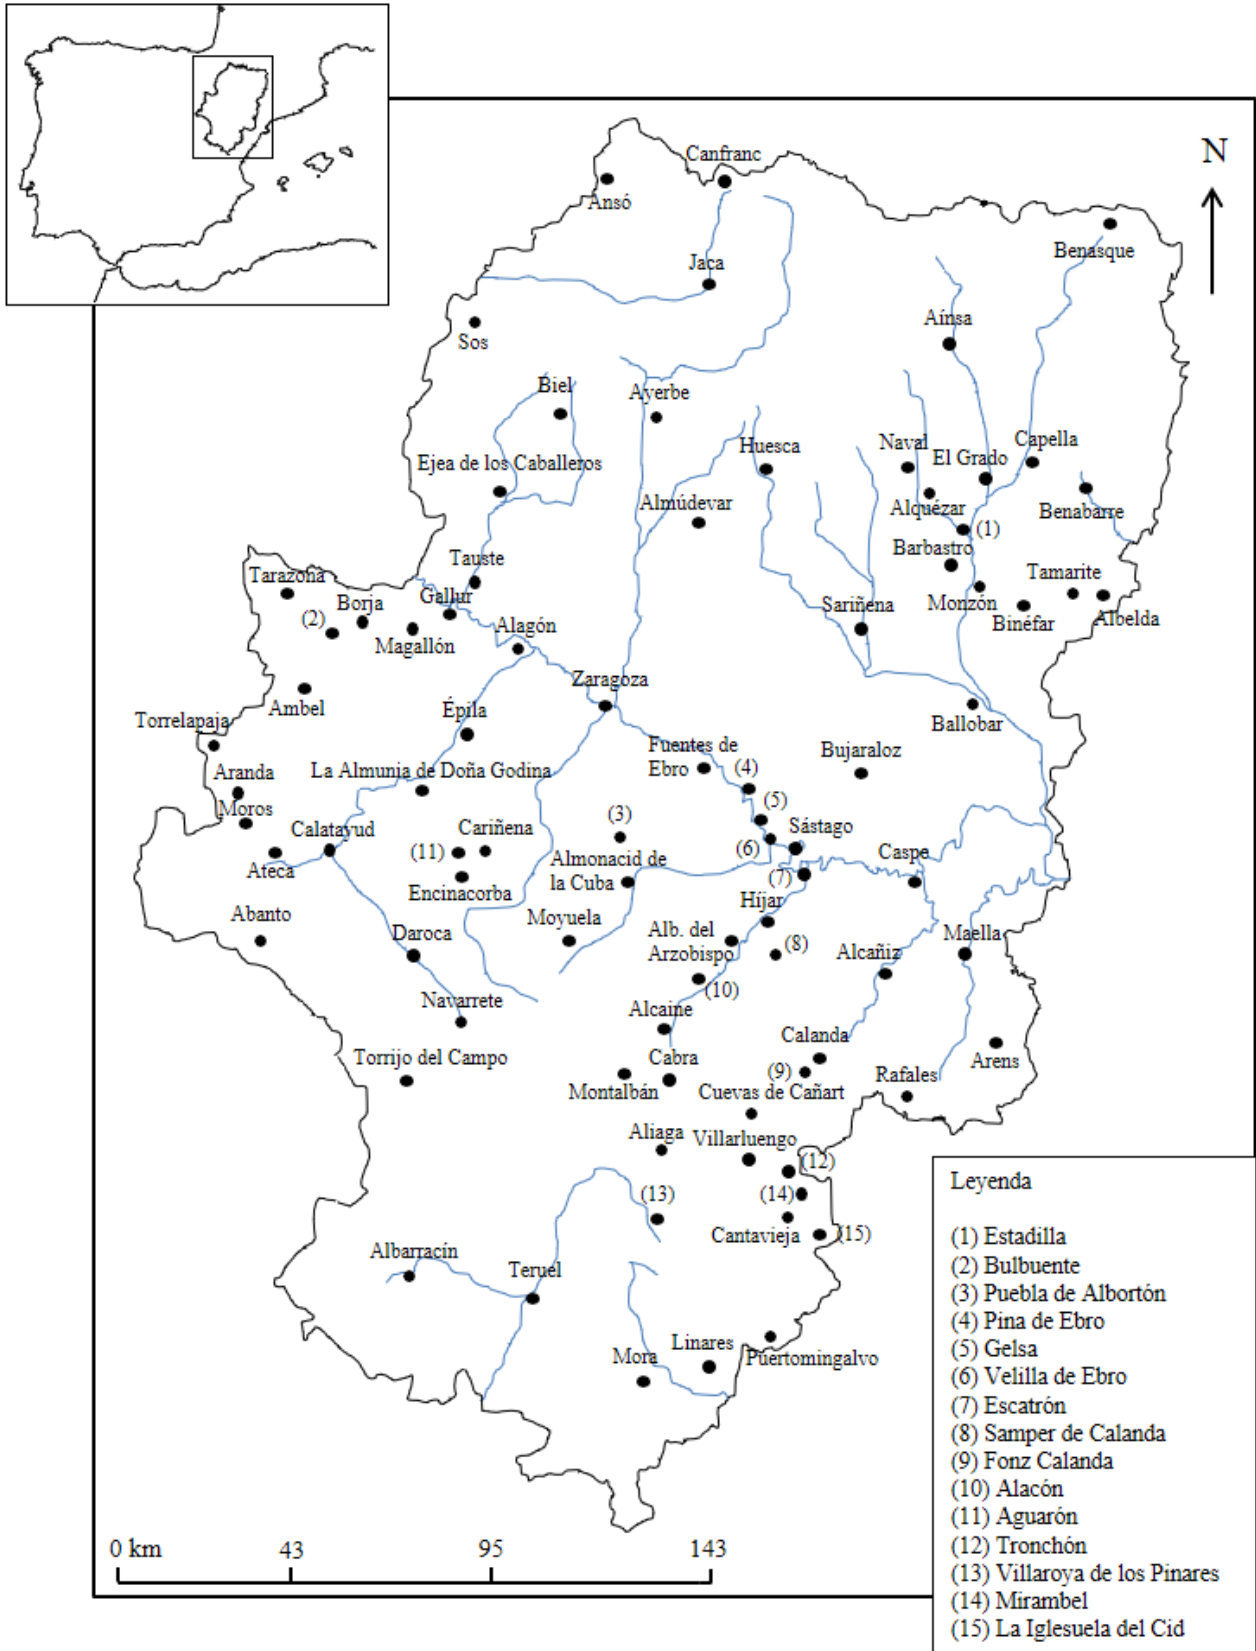 Canfranc
N
Ansó
Benasque
Jaca
Aínsa
Sos
Biel
Ayerbe
Huesca
Naval
El Grado
Capella
Ejea de los Caballeros
Almúdevar
Alquézar
Benabarre
(1)
Barbastro
Tauste
Tarazona
Tamarite
Borja
Gallur
(2)
Magallón
Alagón
Sariñena
Monzón
Binéfar
Albelda
Zaragoza
Ambel
Épila
Ballobar
Torrelapaja
Fuentes de
Ebro
Bujaraloz
Aranda
La Almunia de Doña Godina
(4)
Moros
(5)
Calatayud
Cariñena
(3)
Sástago
(11)
(6)
Ateca
Almonacid de
la Cuba
Caspe
Encinacorba
(7)
Híjar
Abanto
Moyuela
Daroca
Alb. del
Arzobispo
(8)
Maella
Alcañiz
(10)
Navarrete
Alcaine
Calanda
Torrijo del Campo
Cabra
Arens
Montalbán
(9)
Rafales
Cuevas de Cañart
Aliaga
Villarluengo
(12)
(13)
(14)
Cantavieja
(15)
Albarracín
Teruel
Linares
Mora
Puertomingalvo
0 km
43
95
143
Leyenda
(1) Estadilla
(2) Bulbuente
(3) Puebla de Albortón
(4) Pina de Ebro
(5) Gelsa
(6) Velilla de Ebro
(7) Escatrón
(8) Samper de Calanda
(9) Fonz Calanda
(10) Alacón
(11) Aguarón
(12) Tronchón
(13) Villaroya de los Pinares
(14) Mirambel
(15) La Iglesuela del Cid